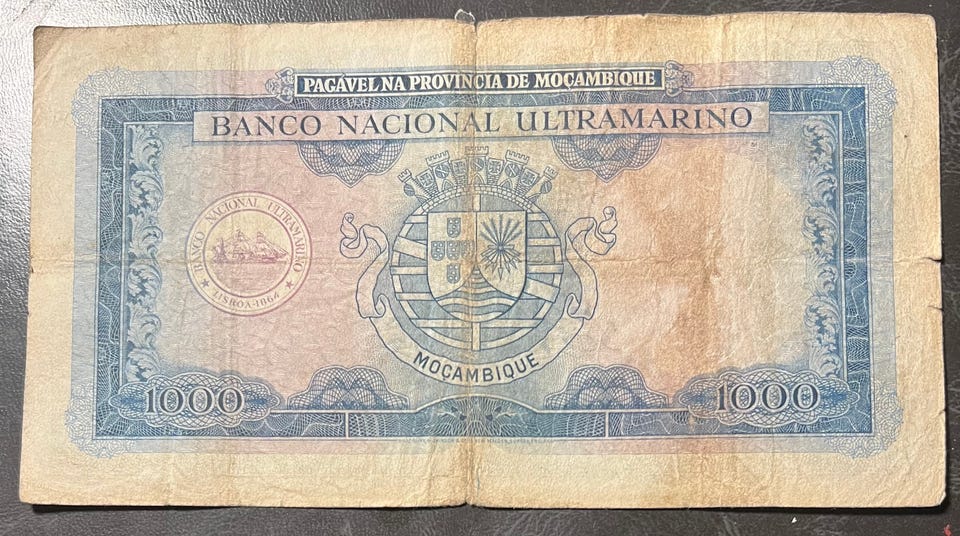 PAGÁVEL NA PROVINCIA DE MOÇAMBIQUE
BANCO NACIONAL ULTRAMARINO
BANCO NACIONAL ULTRAMARINO
LISBOA-1864
MOÇAMBIQUE
1000
1000